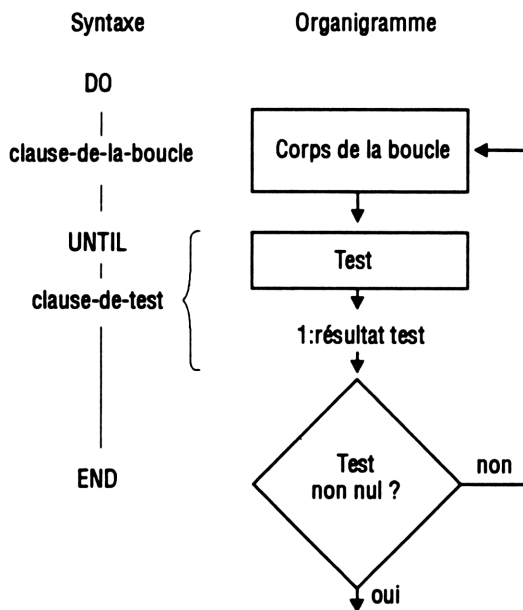 Syntaxe
Organigramme
DO
clause-de-la-boucle
UNTIL
clause-de-test
END
Corps de la boucle
Test
1:résultat test
Test
non nul ?
non
oui